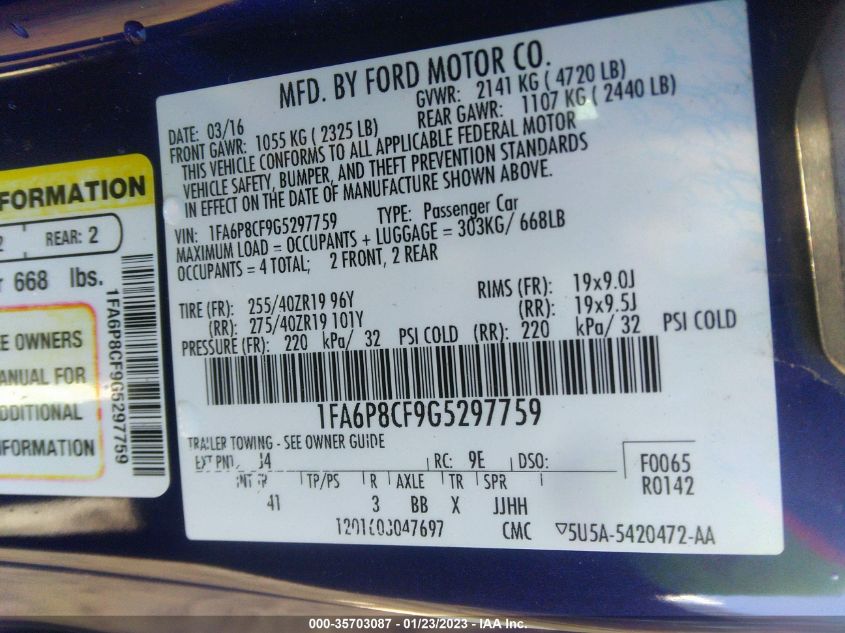 MFD. BY FORD MOTOR CO.
DATE: 03/16 GVWR: 2141 KG ( 4720 LB)
FRONT GAWR: 1055 KG ( 2325 LB) REAR GAWR: 1107 KG ( 2440 LB)
THIS VEHICLE CONFORMS TO ALL APPLICABLE FEDERAL MOTOR
VEHICLE SAFETY, BUMPER, AND THEFT PREVENTION STANDARDS
IN EFFECT ON THE DATE OF MANUFACTURE SHOWN ABOVE.
VIN: 1FA6P8CF9G5297759 TYPE: Passenger Car
MAXIMUM LOAD = OCCUPANTS + LUGGAGE = 303KG/ 668LB
OCCUPANTS = 4 TOTAL; 2 FRONT, 2 REAR
TIRE (FR): 255/40ZR19 96Y RIMS (FR): 19x9.0J
(RR): 275/40ZR19 101Y (RR): 19x9.5J
PRESSURE (FR): 220 kPa/ 32 PSI COLD (RR): 220 kPa/ 32 PSI COLD
1FA6P8CF9G5297759
TRAILER TOWING - SEE OWNER GUIDE
EXT PNT: RC: 9E DSO: F0065
TP/PS R AXLE TR SPR R0142
41 3 BB X JJHH
CMC 5U5A-5420472-AA
FORMATION
2 REAR: 2
668 lbs.
1FA6P8CF9G5297759
OWNERS
MANUAL FOR
ADDITIONAL
FORMATION
000-35703087 - 01/23/2023 - IAA Inc.